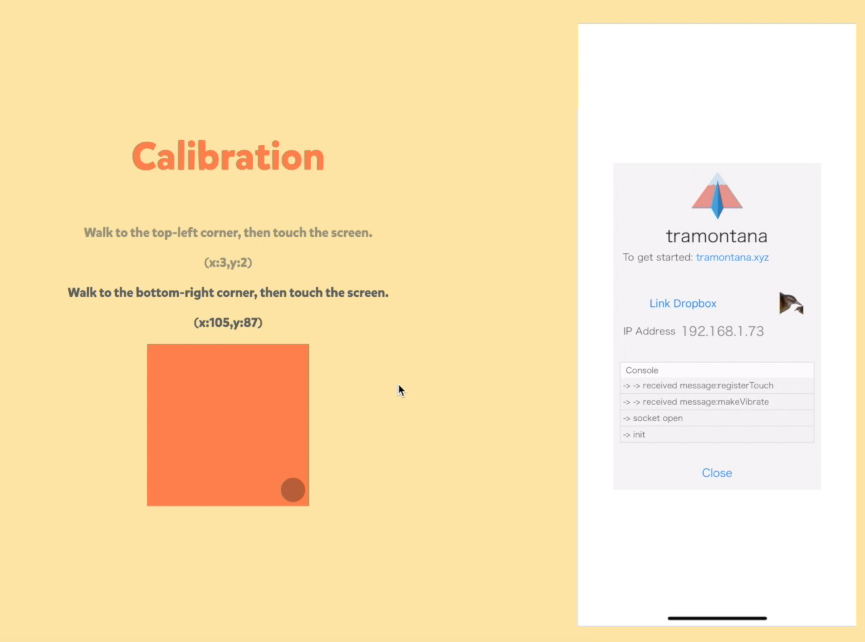 Calibration
Walk to the top-left corner, then touch the screen.
(x:3,y:2)
Walk to the bottom-right corner, then touch the screen.
(x:105,y:87)
tramontana
To get started: tramontana.xyz
Link Dropbox
IP Address 192.168.1.73
Console
-> -> received message:registerTouch
-> -> received message:makeVibrate
-> socket open
-> init
Close